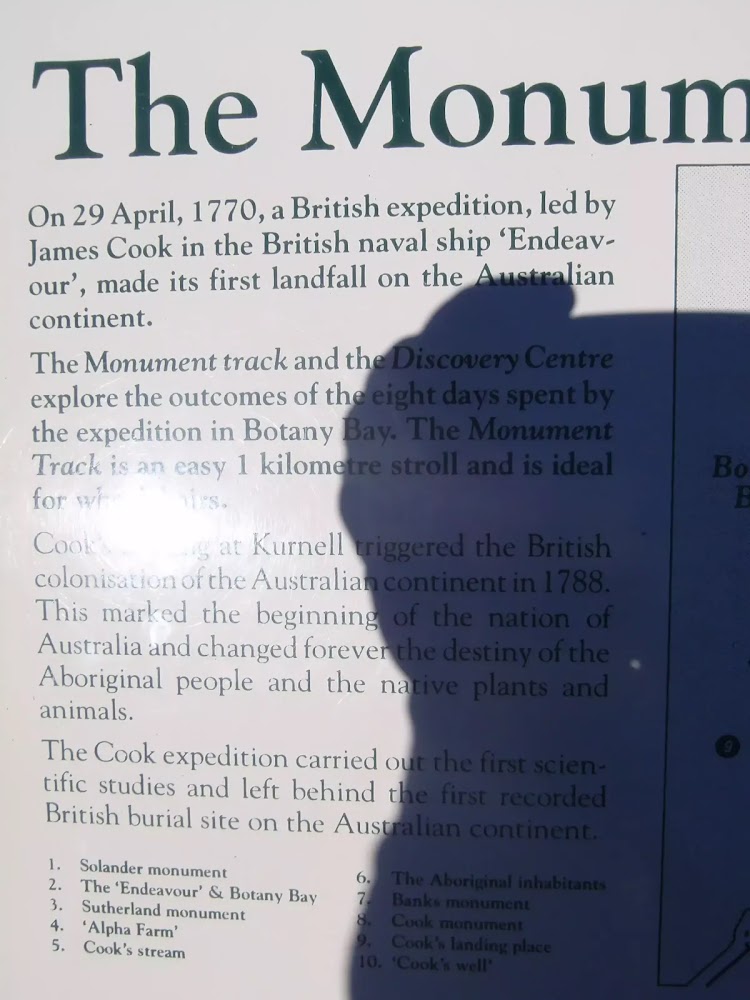 The Monum
On 29 April, 1770, a British expedition, led by
James Cook in the British naval ship ‘Endeav-
our’, made its first landfall on the Australian
continent.
The Monument track and the Discovery Centre
explore the outcomes of the eight days spent by
the expedition in Botany Bay. The Monument
Track is an easy 1 kilometre stroll and is ideal
for
Cook's at Kurnell triggered the British
colonisation of the Australian continent in 1788.
This marked the beginning of the nation of
Australia and changed forever the destiny of the
Aboriginal people and the native plants and
animals.
The Cook expedition carried out the first scien-
tific studies and left behind the first recorded
British burial site on the Australian continent.
1. Solander monument
2. The ‘Endeavour’ & Botany Bay
3. Sutherland monument
4. ‘Alpha Farm’
5. Cook's stream
6. The Aboriginal inhabitants
7. Banks monument
8. Cook monument
9. Cook's landing place
10. ‘Cook's well’
Bo
B
9